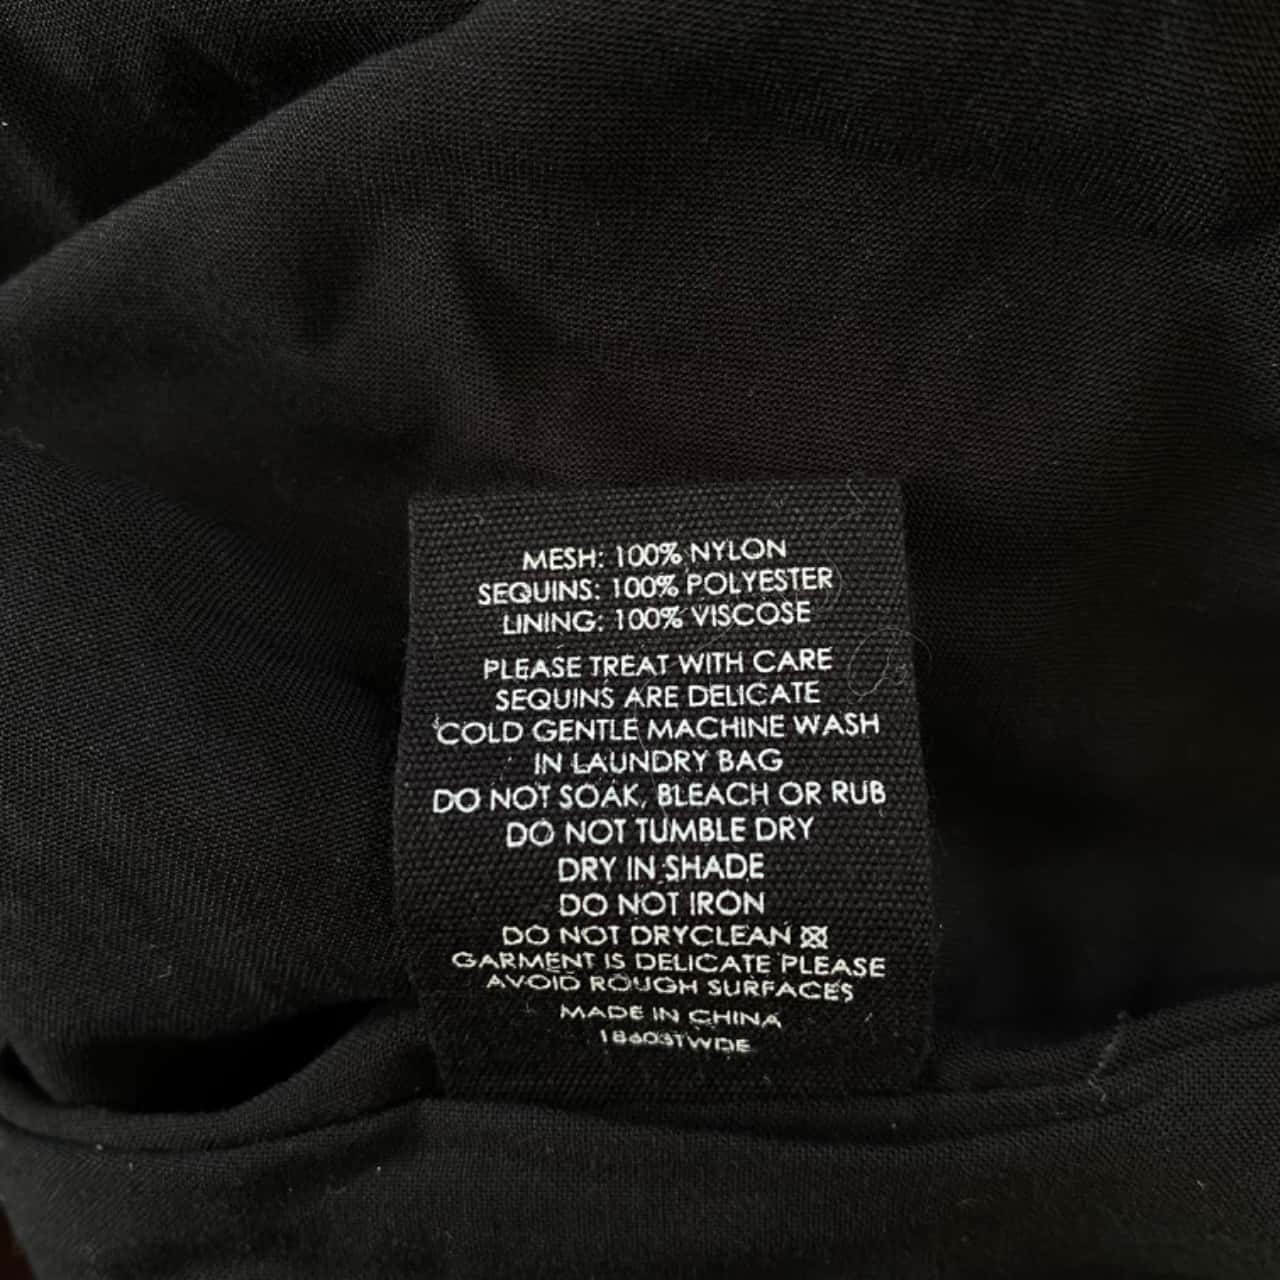 MESH: 100% NYLON
SEQUINS: 100% POLYESTER
LINING: 100% VISCOSE
PLEASE TREAT WITH CARE
SEQUINS ARE DELICATE
COLD GENTLE MACHINE WASH
IN LAUNDRY BAG
DO NOT SOAK, BLEACH OR RUB
DO NOT TUMBLE DRY
DRY IN SHADE
DO NOT IRON
DO NOT DRYCLEAN
GARMENT IS DELICATE PLEASE
AVOID ROUGH SURFACES
MADE IN CHINA
18603TWDE